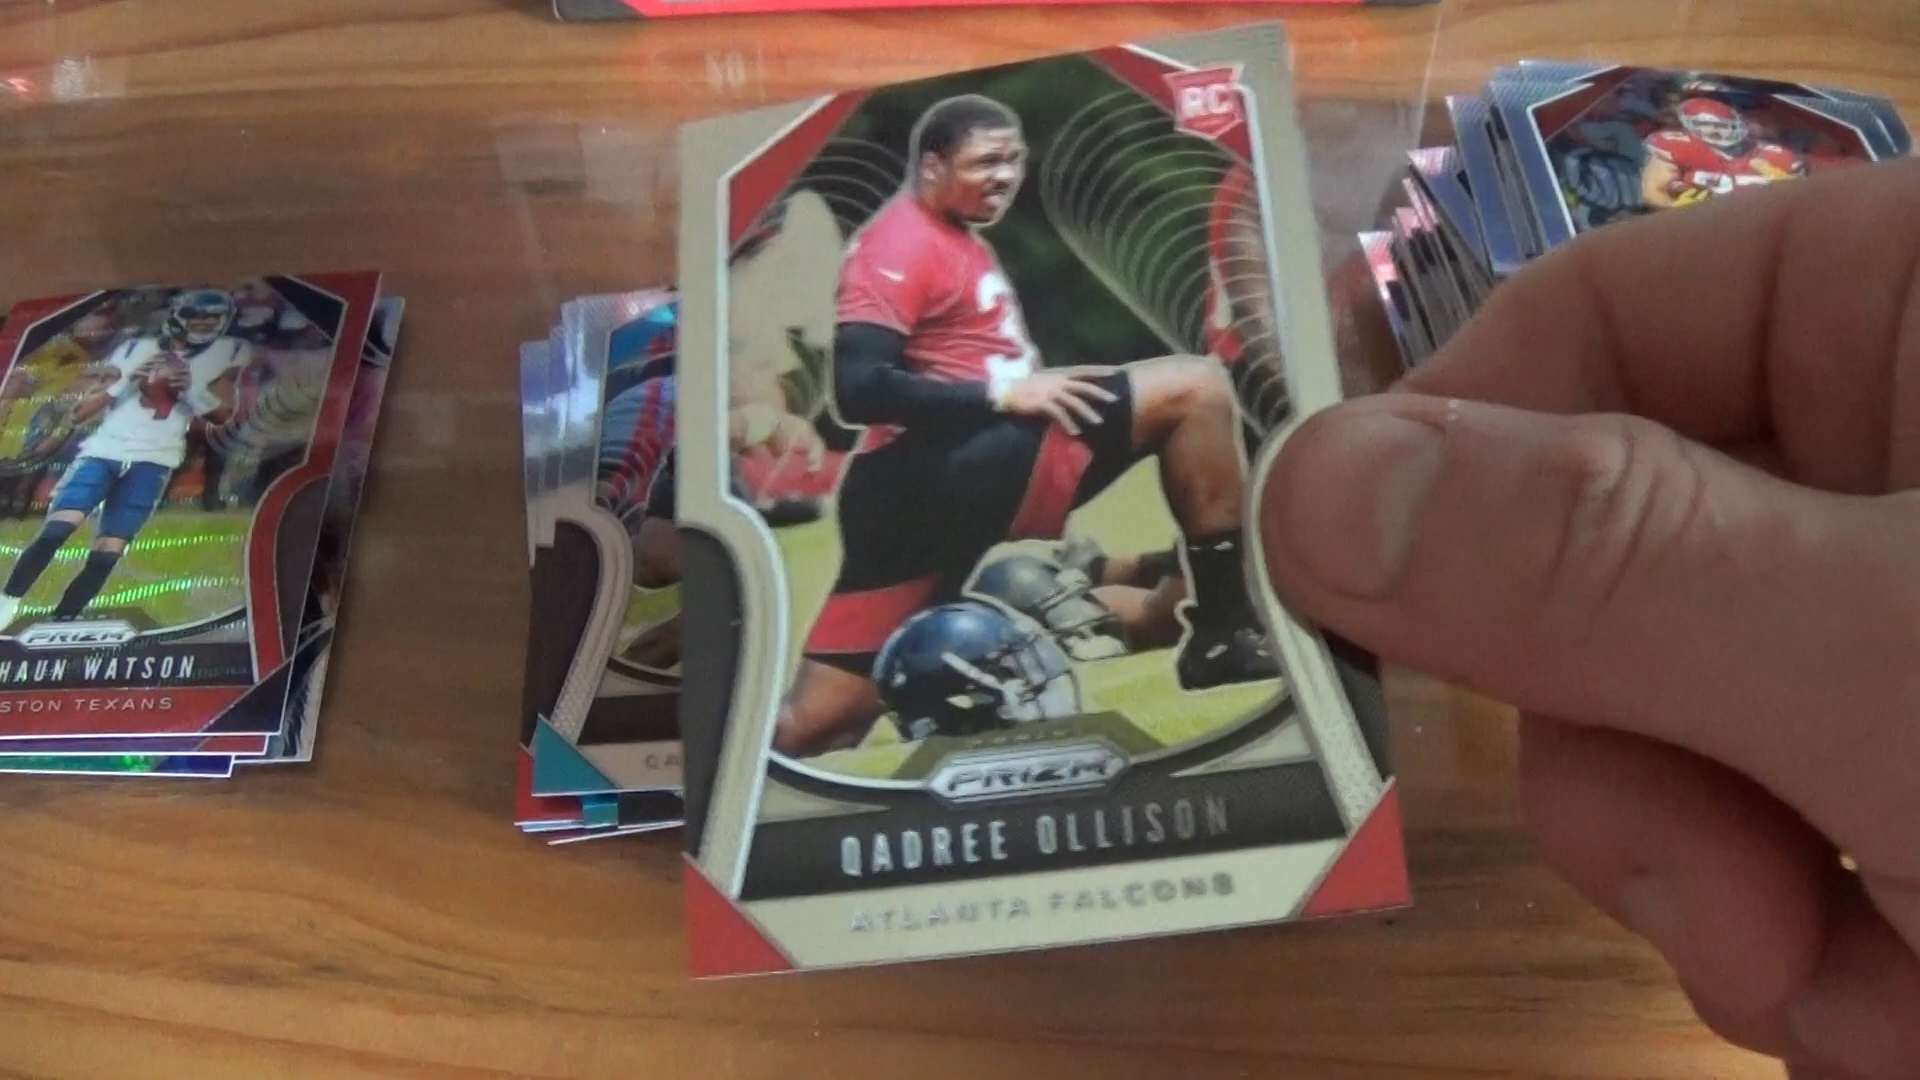 RC
PRIZM
QADREE OLLISON
ATLANTA FALCONS
PRIZM
HAUN WATSON
STON TEXANS